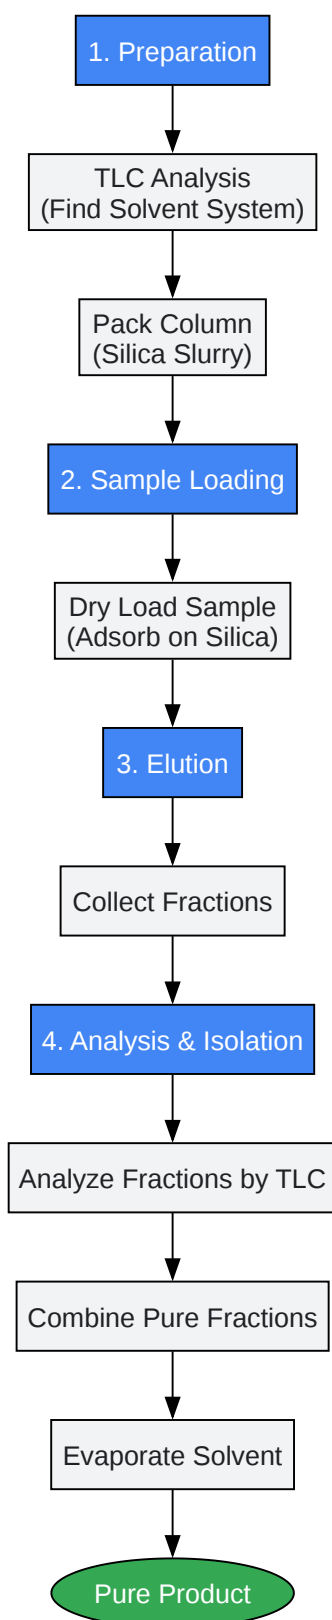 1. Preparation
TLC Analysis
(Find Solvent System)
Pack Column
(Silica Slurry)
2. Sample Loading
Dry Load Sample
(Adsorb on Silica)
3. Elution
Collect Fractions
4. Analysis & Isolation
Analyze Fractions by TLC
Combine Pure Fractions
Evaporate Solvent
Pure Product